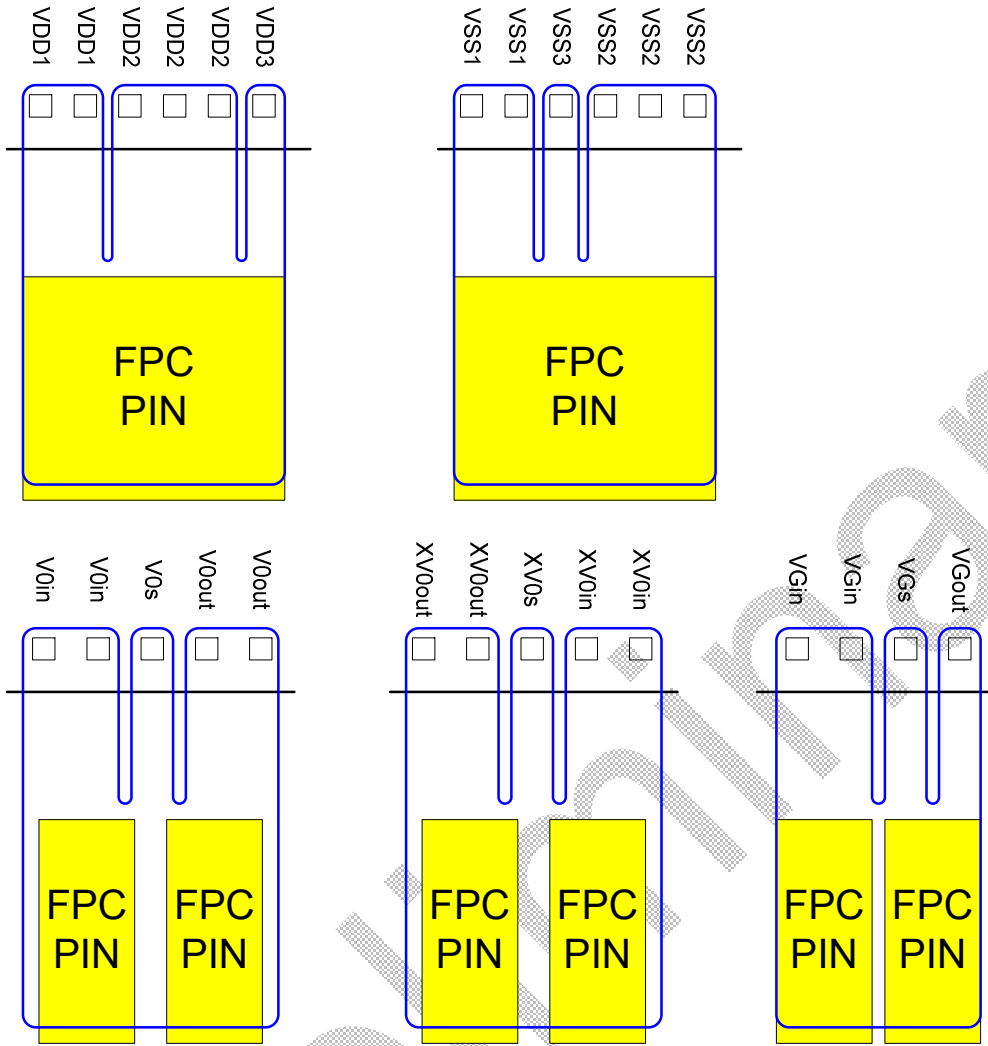 VDD1
VDD1
VDD2
VDD2
VDD2
VDD3
VSS1
VSS1
VSS3
VSS2
VSS2
VSS2
FPC
PIN
FPC
PIN
V0in
V0in
V0s
V0out
V0out
XV0out
XV0out
XV0s
XV0in
XV0in
VGin
VGin
VGs
VGout
FPC
PIN
FPC
PIN
FPC
PIN
FPC
PIN
FPC
PIN
FPC
PIN